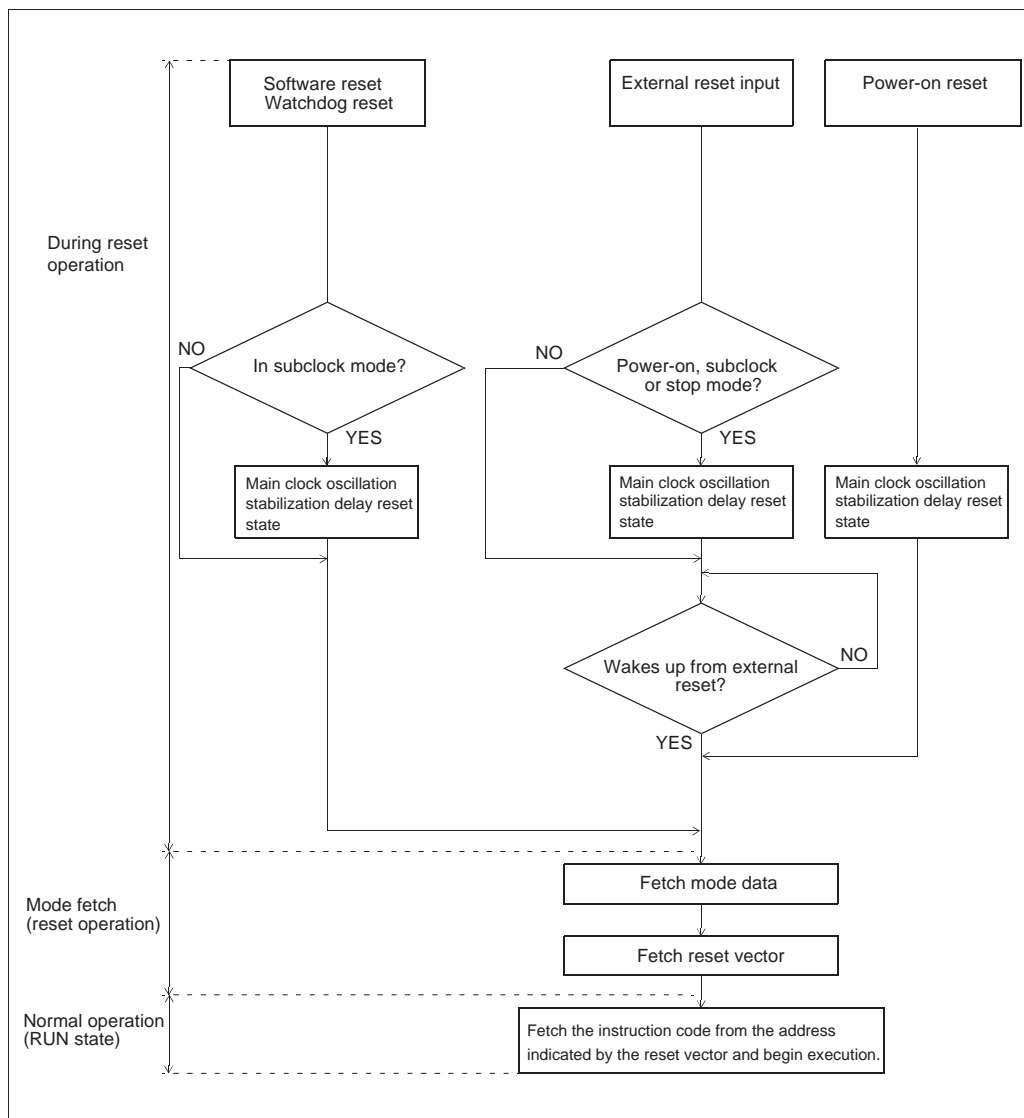 Software reset
Watchdog reset
External reset input
Power-on reset
During reset
operation
NO
In subclock mode?
YES
NO
Power-on, subclock
or stop mode?
YES
Main clock oscillation
stabilization delay reset
state
Main clock oscillation
stabilization delay reset
state
Main clock oscillation
stabilization delay reset
state
Wakes up from external
reset?
NO
YES
Mode fetch
(reset operation)
Fetch mode data
Fetch reset vector
Normal operation
(RUN state)
Fetch the instruction code from the address
indicated by the reset vector and begin execution.